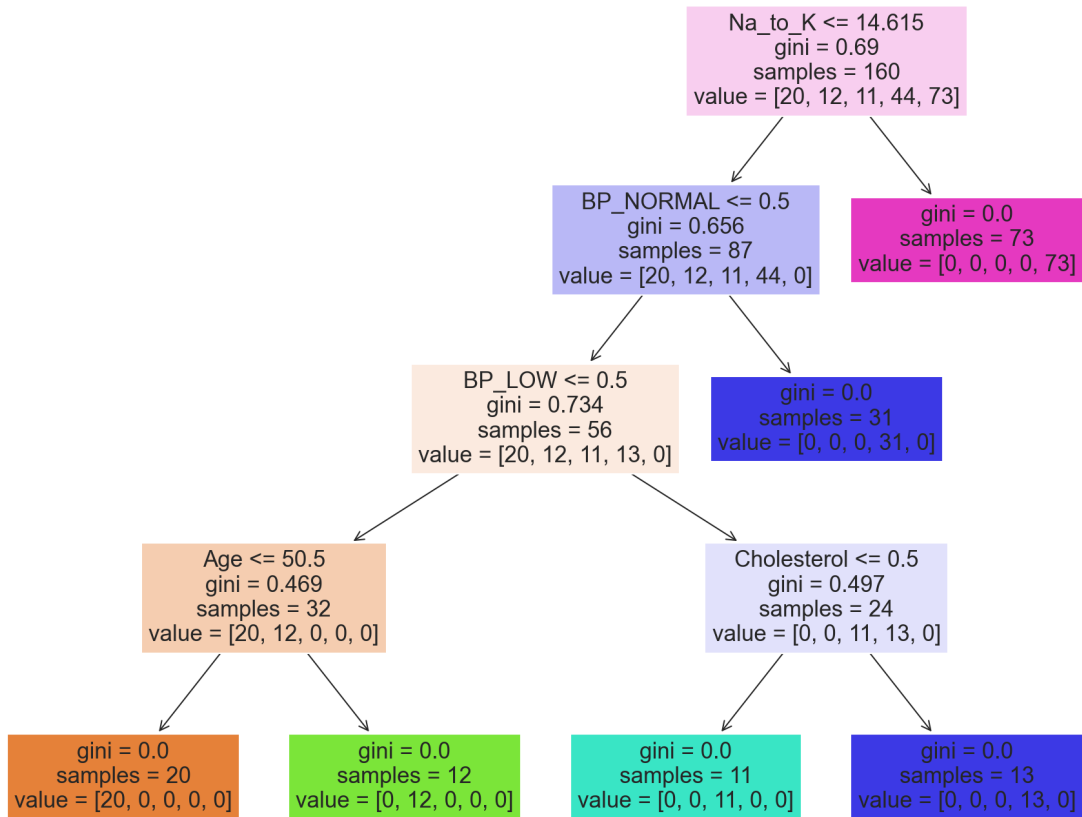 Na_to_K <= 14.615
gini = 0.69
samples = 160
value = [20, 12, 11, 44, 73]
BP_NORMAL <= 0.5
gini = 0.656
samples = 87
value = [20, 12, 11, 44, 0]
gini = 0.0
samples = 73
value = [0, 0, 0, 0, 73]
BP_LOW <= 0.5
gini = 0.734
samples = 56
value = [20, 12, 11, 13, 0]
gini = 0.0
samples = 31
value = [0, 0, 0, 31, 0]
Age <= 50.5
gini = 0.469
samples = 32
value = [20, 12, 0, 0, 0]
Cholesterol <= 0.5
gini = 0.497
samples = 24
value = [0, 0, 11, 13, 0]
gini = 0.0
samples = 20
value = [20, 0, 0, 0, 0]
gini = 0.0
samples = 12
value = [0, 12, 0, 0, 0]
gini = 0.0
samples = 11
value = [0, 0, 11, 0, 0]
gini = 0.0
samples = 13
value = [0, 0, 0, 13, 0]